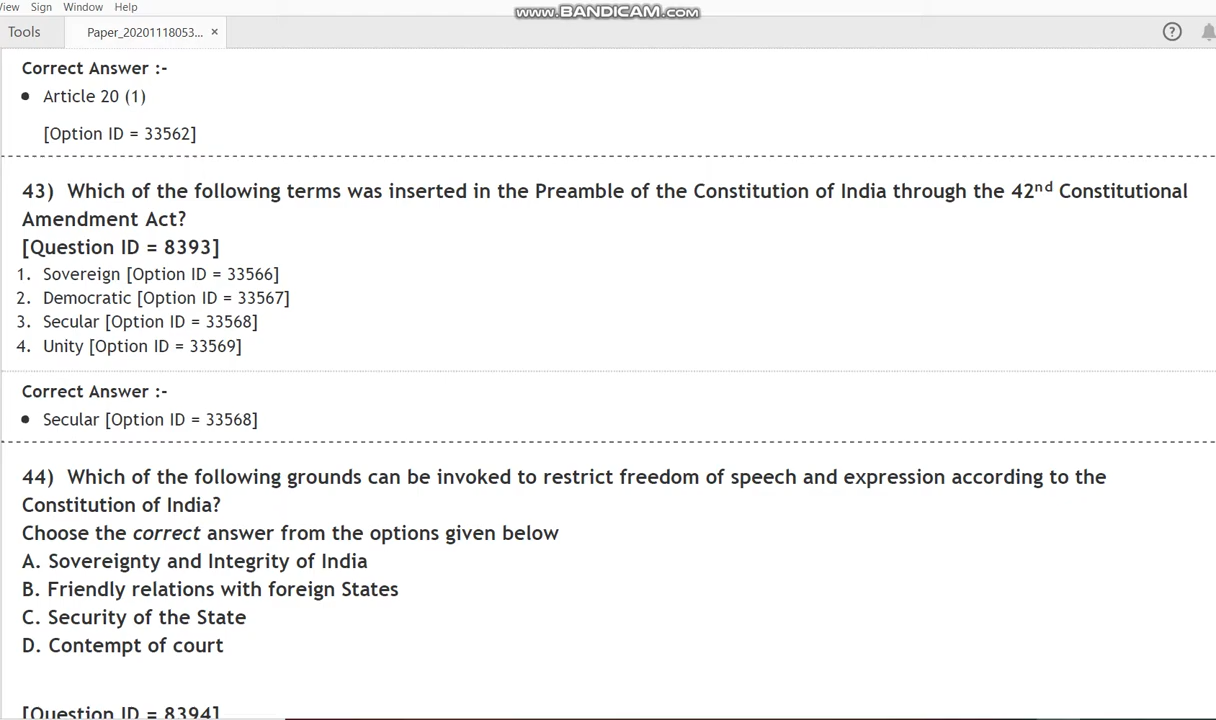 View Sign Window Help
www.BANDICAM.com
Tools Paper_20201118053... × ?
Correct Answer :-
• Article 20 (1)
[Option ID = 33562]
43) Which of the following terms was inserted in the Preamble of the Constitution of India through the 42nd Constitutional
Amendment Act?
[Question ID = 8393]
1. Sovereign [Option ID = 33566]
2. Democratic [Option ID = 33567]
3. Secular [Option ID = 33568]
4. Unity [Option ID = 33569]
Correct Answer :-
• Secular [Option ID = 33568]
44) Which of the following grounds can be invoked to restrict freedom of speech and expression according to the
Constitution of India?
Choose the correct answer from the options given below
A. Sovereignty and Integrity of India
B. Friendly relations with foreign States
C. Security of the State
D. Contempt of court
[Question ID = 8394]